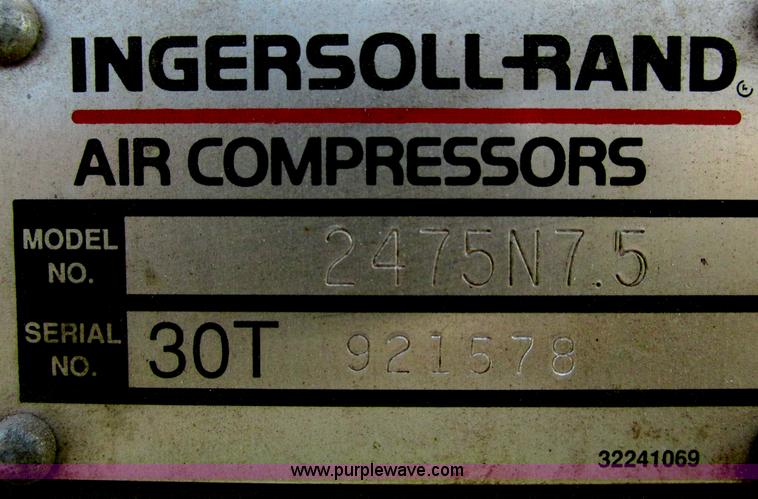 INGERSOLL-RAND
AIR COMPRESSORS
MODEL NO. 2475N7.5
SERIAL NO. 30T 921578
32241069
www.purplewave.com